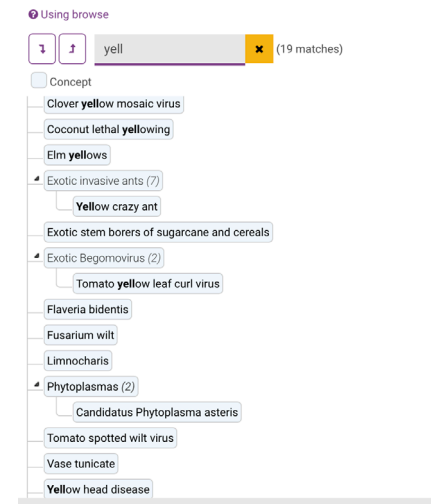 Using browse
yell
(19 matches)
Concept
Clover yellow mosaic virus
Coconut lethal yellowing
Elm yellows
Exotic invasive ants (7)
Yellow crazy ant
Exotic stem borers of sugarcane and cereals
Exotic Begomovirus (2)
Tomato yellow leaf curl virus
Flaveria bidentis
Fusarium wilt
Limnocharis
Phytoplasmas (2)
Candidatus Phytoplasma asteris
Tomato spotted wilt virus
Vase tunicate
Yellow head disease